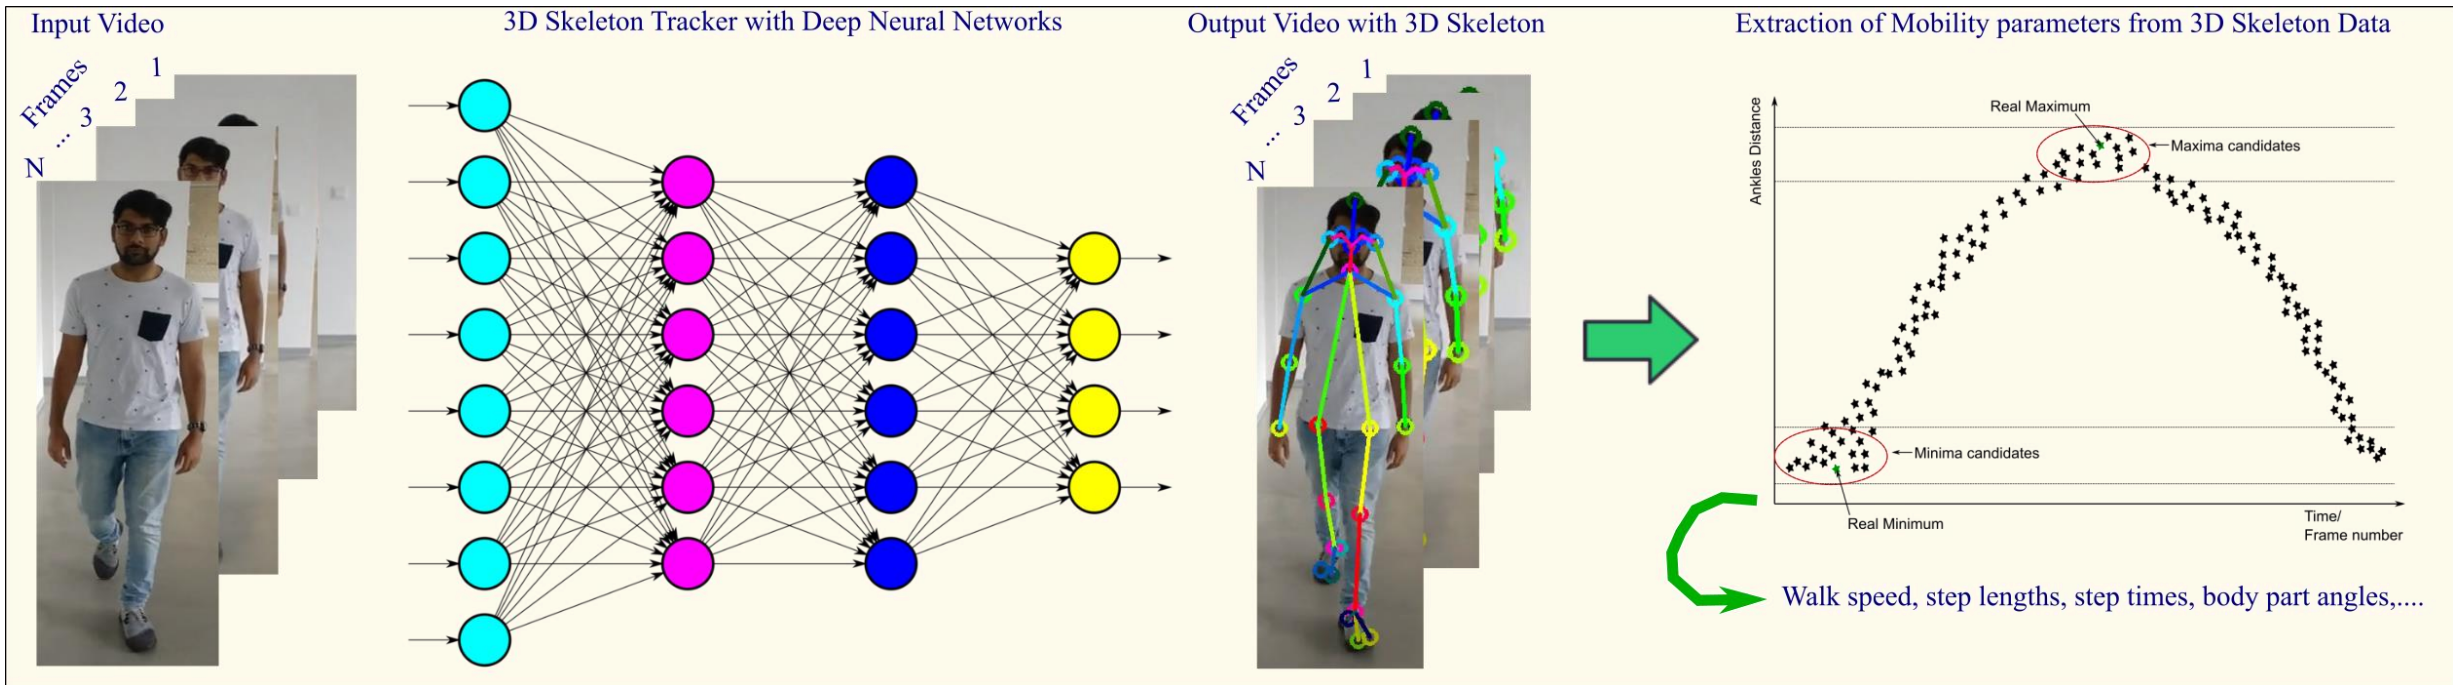 Input Video
3D Skeleton Tracker with Deep Neural Networks
Output Video with 3D Skeleton
Extraction of Mobility parameters from 3D Skeleton Data
Frames
1
2
3
...
N
Frames
1
2
3
...
N
Ankles Distance
Real Maximum
Maxima candidates
Minima candidates
Real Minimum
Time/
Frame number
Walk speed, step lengths, step times, body part angles,....